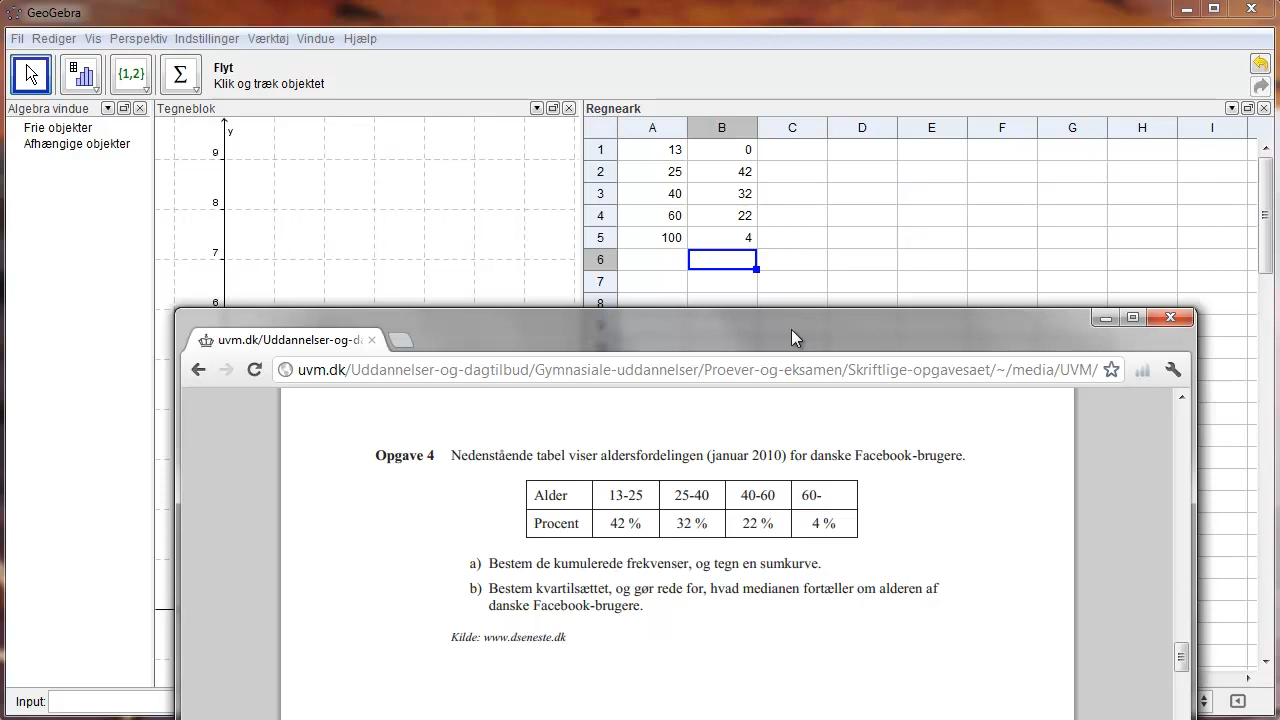 GeoGebra
Fil Rediger Vis Perspektiv Indstillinger Værktøj Vindue Hjælp
{1,2} Σ
Flyt
Klik og træk objektet
Algebra vindue
Tegneblok
Regneark
Frie objekter
Afhængige objekter
y
9
8
7
6
A B C D E F G H I
1 13 0
2 25 42
3 40 32
4 60 22
5 100 4
6
7
8
uvm.dk/Uddannelser-og-da
uvm.dk/Uddannelser-og-dagtilbud/Gymnasiale-uddannelser/Proever-og-eksamen/Skriftlige-opgavesaet/~/media/UVM/
Opgave 4 Nedenstående tabel viser aldersfordelingen (januar 2010) for danske Facebook-brugere.
Alder 13-25 25-40 40-60 60-
Procent 42 % 32 % 22 % 4 %
a) Bestem de kumulerede frekvenser, og tegn en sumkurve.
b) Bestem kvartilsættet, og gør rede for, hvad medianen fortæller om alderen af
danske Facebook-brugere.
Kilde: www.dseneste.dk
Input: